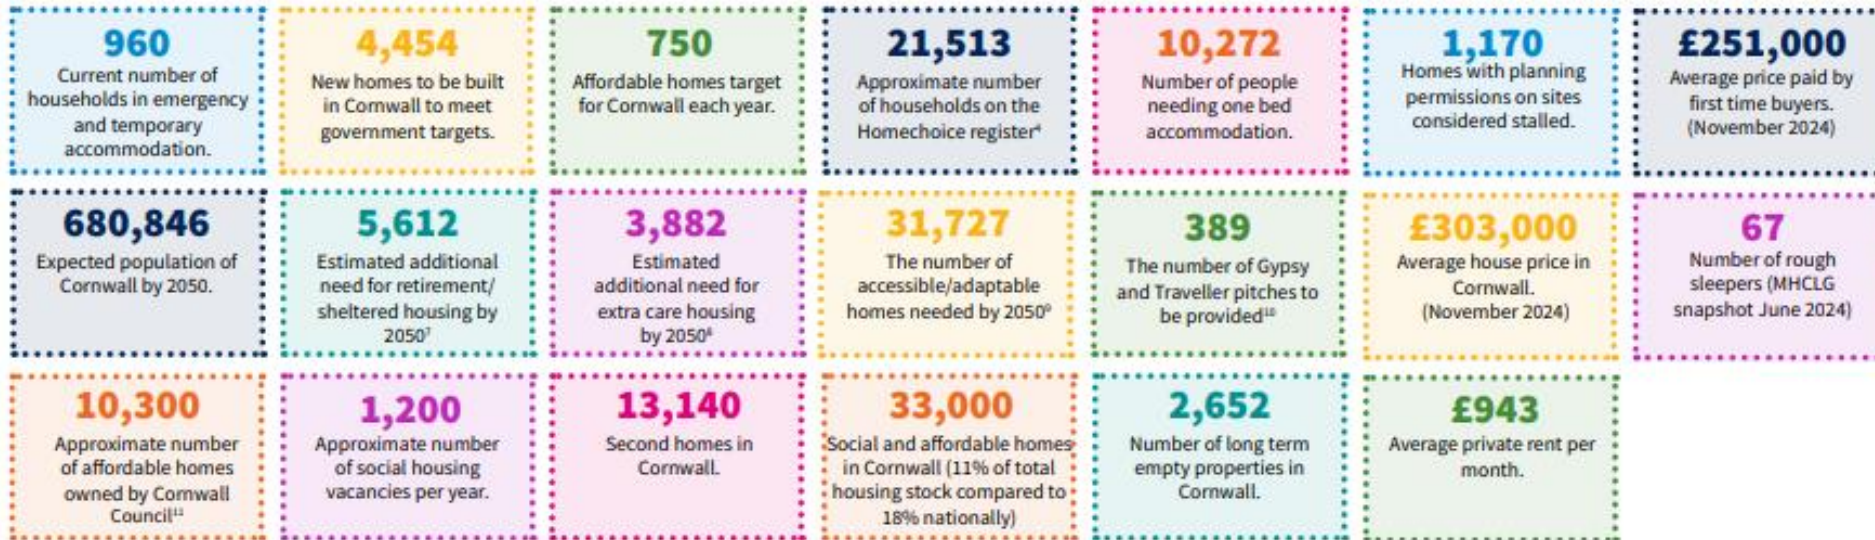 960
Current number of
households in emergency
and temporary
accommodation.
4,454
New homes to be built
in Cornwall to meet
government targets.
750
Affordable homes target
for Cornwall each year.
21,513
Approximate number
of households on the
Homechoice register⁴
10,272
Number of people
needing one bed
accommodation.
1,170
Homes with planning
permissions on sites
considered stalled.
£251,000
Average price paid by
first time buyers.
(November 2024)
680,846
Expected population of
Cornwall by 2050.
5,612
Estimated additional
need for retirement/
sheltered housing by
2050⁷
3,882
Estimated
additional need for
extra care housing
by 2050⁸
31,727
The number of
accessible/adaptable
homes needed by 2050⁹
389
The number of Gypsy
and Traveller pitches to
be provided¹⁰
£303,000
Average house price in
Cornwall.
(November 2024)
67
Number of rough
sleepers (MHCLG
snapshot June 2024)
10,300
Approximate number
of affordable homes
owned by Cornwall
Council¹¹
1,200
Approximate number
of social housing
vacancies per year.
13,140
Second homes in
Cornwall.
33,000
Social and affordable homes
in Cornwall (11% of total
housing stock compared to
18% nationally)
2,652
Number of long term
empty properties in
Cornwall.
£943
Average private rent per
month.